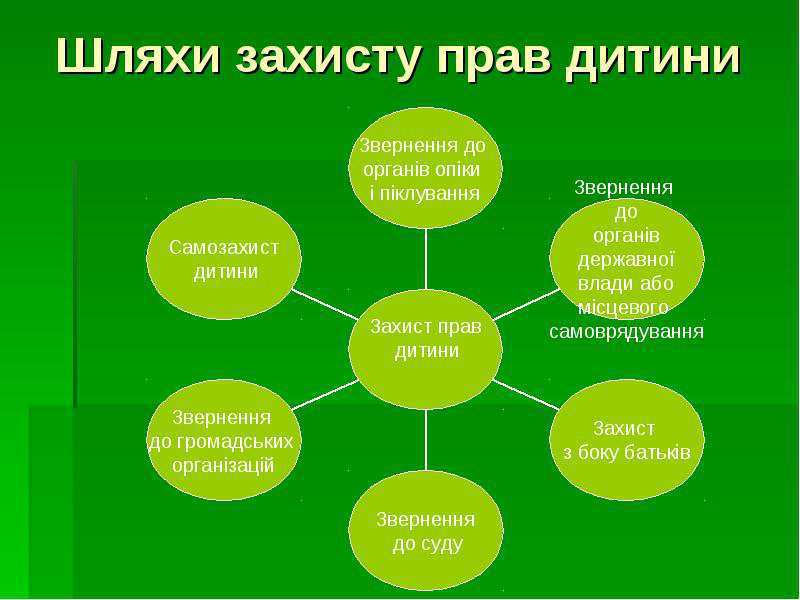 Шляхи захисту прав дитини
Звернення до
органів опіки
і піклування
Звернення
до
органів
державної
влади або
місцевого
самоврядування
Самозахист
дитини
Захист прав
дитини
Звернення
до громадських
організацій
Захист
з боку батьків
Звернення
до суду